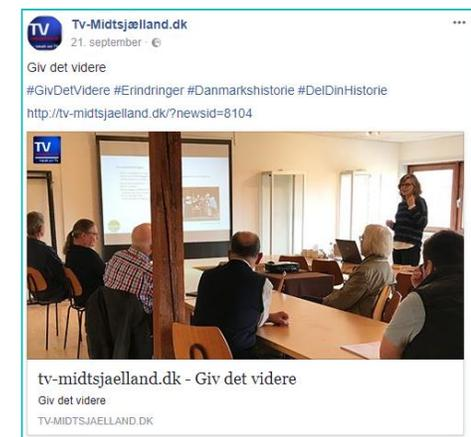 TV
Tv-Midtsjælland.dk
21. september
Giv det videre
#GivDetVidere #Erindringer #Danmarkshistorie #DelDinHistorie
http://tv-midtsjaelland.dk/?newsid=8104
TV
tv-midtsjaelland.dk - Giv det videre
Giv det videre
TV-MIDTSJAELLAND.DK